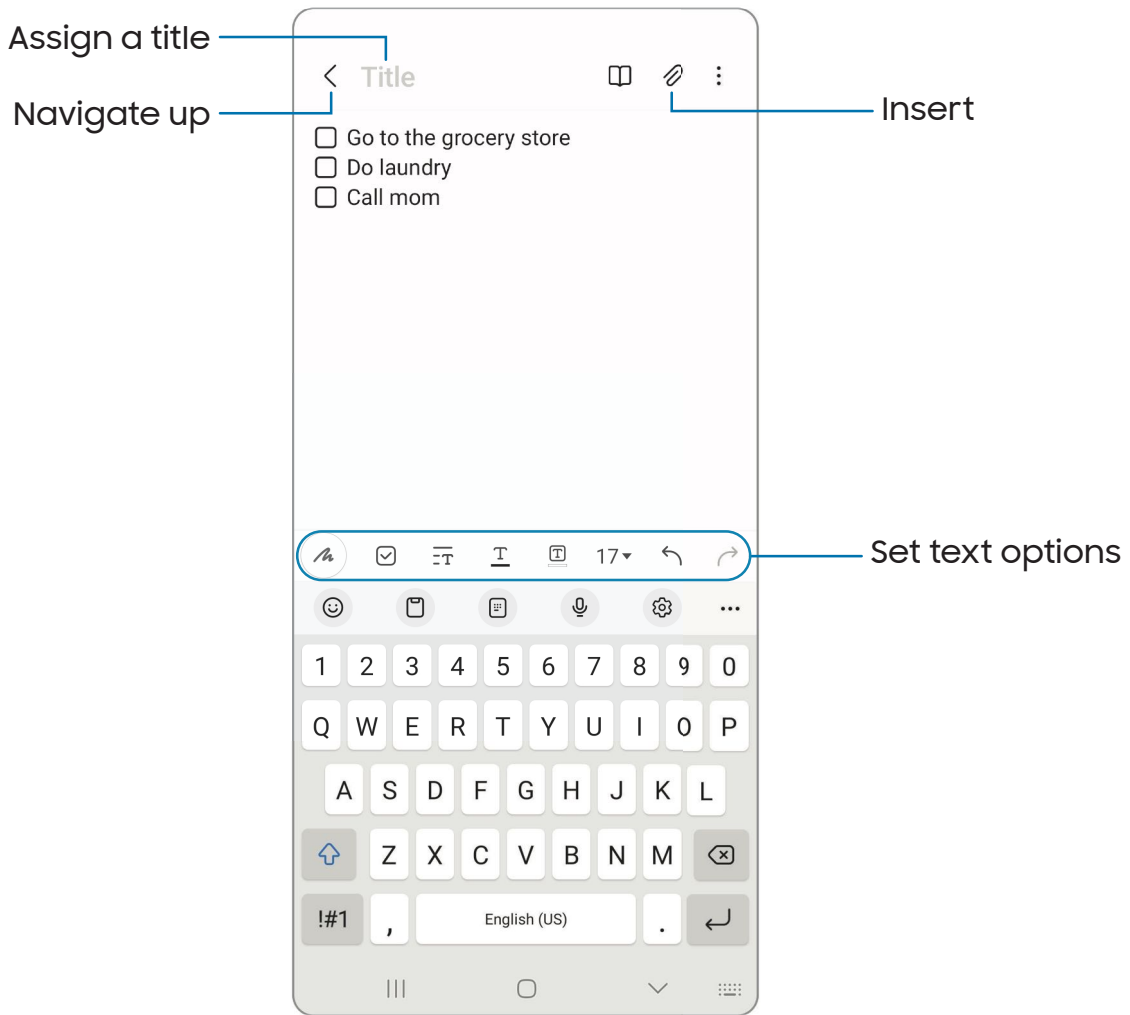 Assign a title
Title
Navigate up
Insert
Go to the grocery store
Do laundry
Call mom
T T T 17
Set text options
1 2 3 4 5 6 7 8 9 0
Q W E R T Y U I O P
A S D F G H J K L
Z X C V B N M
!#1 , English (US) .